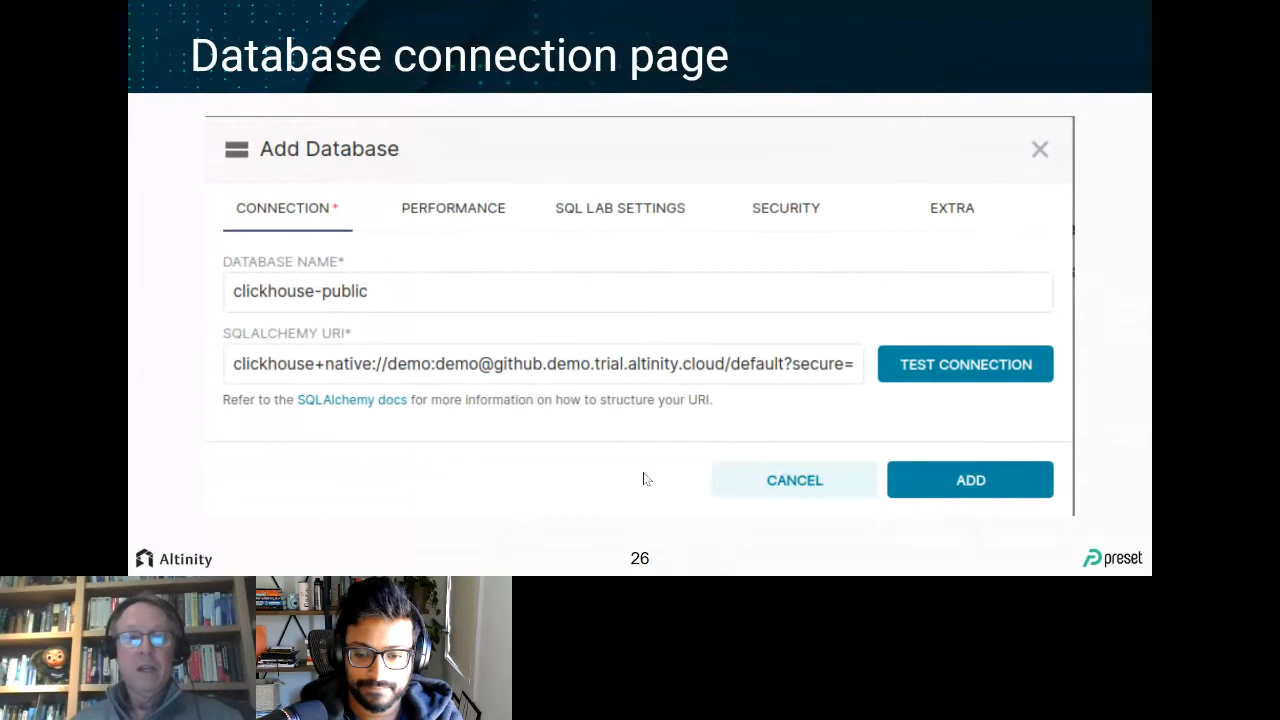 Database connection page
Add Database
CONNECTION * PERFORMANCE SQL LAB SETTINGS SECURITY EXTRA
DATABASE NAME*
clickhouse-public
SQLALCHEMY URI*
clickhouse+native://demo:demo@github.demo.trial.altinity.cloud/default?secure=
TEST CONNECTION
Refer to the SQLAlchemy docs for more information on how to structure your URI.
CANCEL
ADD
Altinity
26
preset